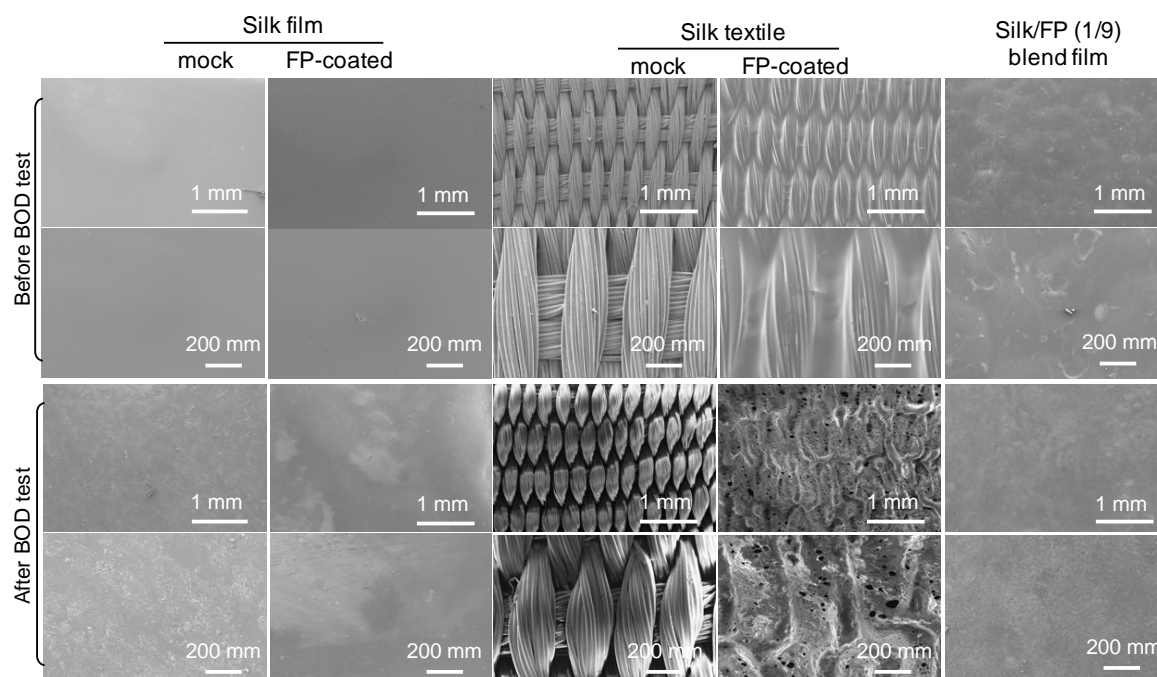 Silk film
Silk textile
Silk/FP (1/9)
blend film
mock
FP-coated
mock
FP-coated
Before BOD test
1 mm
1 mm
1 mm
1 mm
1 mm
200 mm
200 mm
200 mm
200 mm
200 mm
After BOD test
1 mm
1 mm
1 mm
1 mm
1 mm
200 mm
200 mm
200 mm
200 mm
200 mm